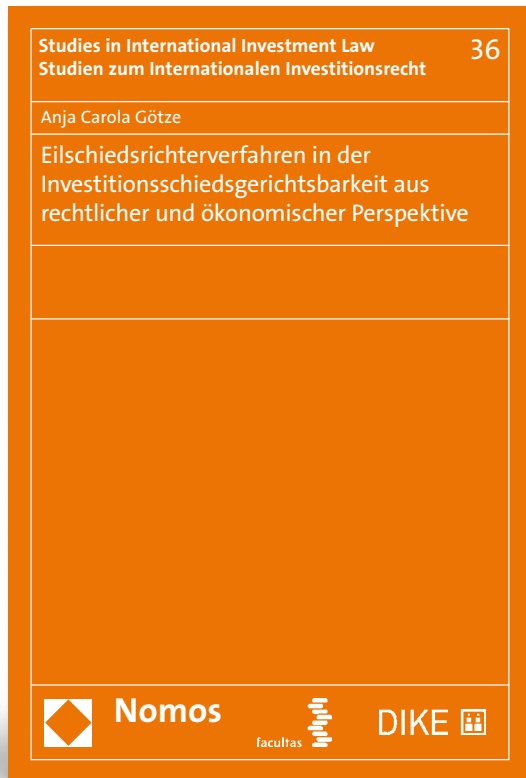 Studies in International Investment Law
Studien zum Internationalen Investitionsrecht
36
Anja Carola Götze
Eilschiedsrichterverfahren in der
Investitionsschiedsgerichtsbarkeit aus
rechtlicher und ökonomischer Perspektive
Nomos
facultas
DIKE